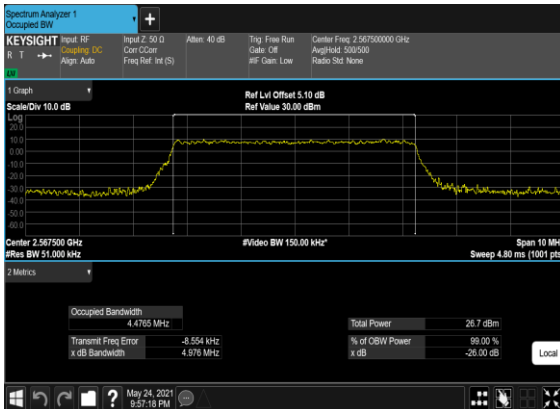 Spectrum Analyzer 1
Occupied BW
KEYSIGHT
R T
Input: RF
Coupling: DC
Align: Auto
Input Z: 50 Ω
Corr CCorr
Freq Ref: Int (S)
Atten: 40 dB
Trig: Free Run
Gate: Off
#IF Gain: Low
Center Freq: 2.567500000 GHz
Avg|Hold: 500/500
Radio Std: None
1 Graph
Scale/Div 10.0 dB
Ref Lvl Offset 5.10 dB
Ref Value 30.00 dBm
Log
20.0
10.0
0.00
-10.0
-20.0
-30.0
-40.0
-50.0
-60.0
Center 2.567500 GHz
#Res BW 51.000 kHz
#Video BW 150.00 kHz*
Span 10 MH
Sweep 4.80 ms (1001 pts
2 Metrics
Occupied Bandwidth
4.4765 MHz
Transmit Freq Error -8.554 kHz
x dB Bandwidth 4.976 MHz
Total Power 26.7 dBm
% of OBW Power 99.00 %
x dB -26.00 dB
Local
May 24, 2021
9:57:18 PM